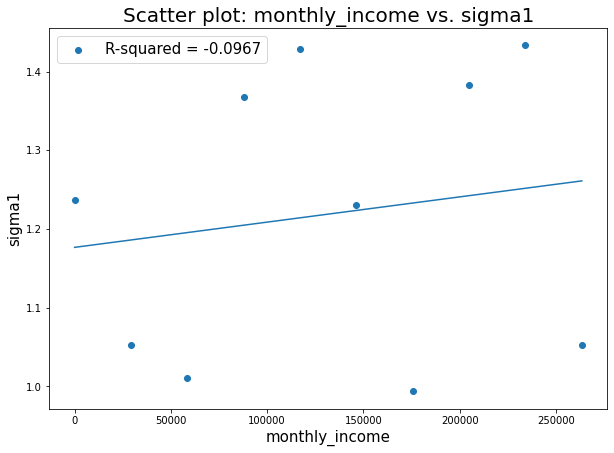 Scatter plot: monthly_income vs. sigma1
R-squared = -0.0967
1.4
1.3
1.2
1.1
1.0
sigma1
0
50000
100000
150000
200000
250000
monthly_income